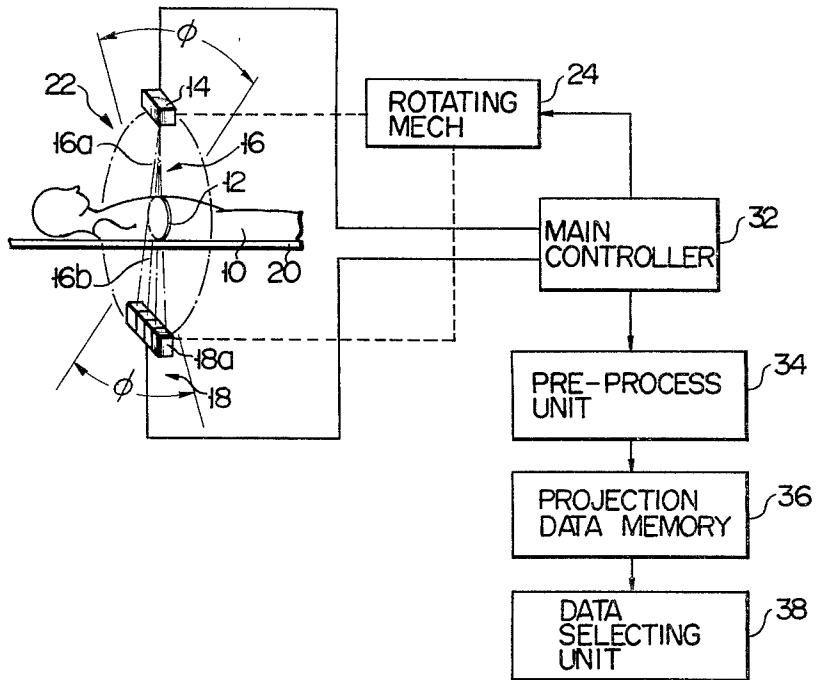 ϕ
22
14
16a
16
12
ROTATING
MECH
24
MAIN
CONTROLLER
32
10
20
16b
18a
18
ϕ
PRE-PROCESS
UNIT
34
PROJECTION
DATA MEMORY
36
DATA
SELECTING
UNIT
38